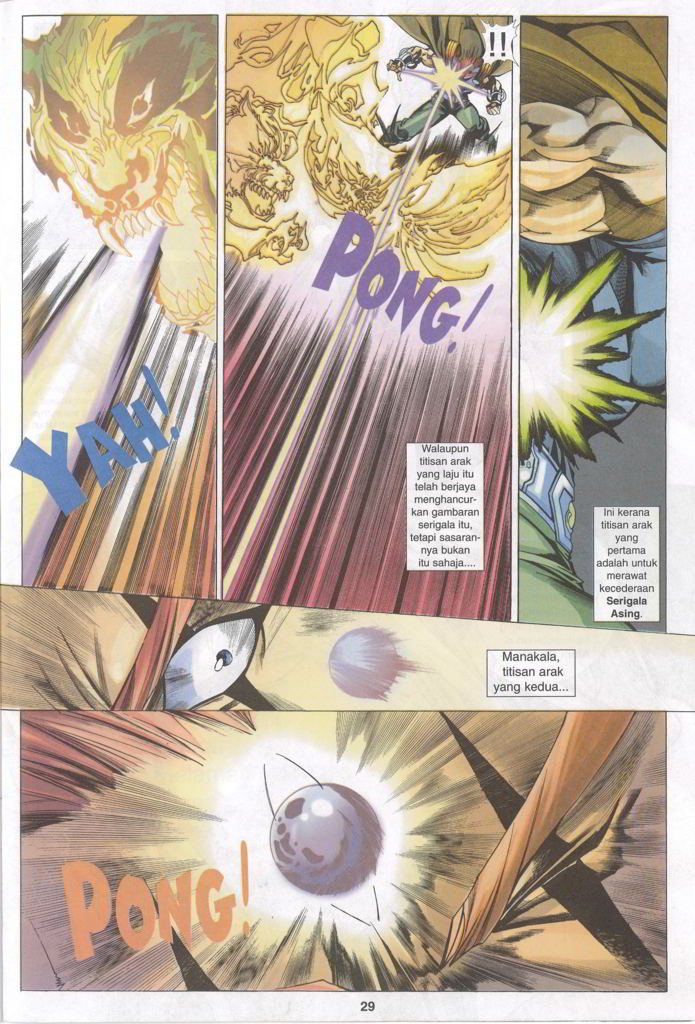 !!
YAH!
PONG!
Walaupun
titisan arak
yang laju itu
telah berjaya
menghancur-
kan gambaran
serigala itu,
tetapi sasaran-
nya bukan
itu sahaja....
Ini kerana
titisan arak
yang
pertama
adalah untuk
merawat
kecederaan
Serigala
Asing.
Manakala,
titisan arak
yang kedua...
PONG!
29